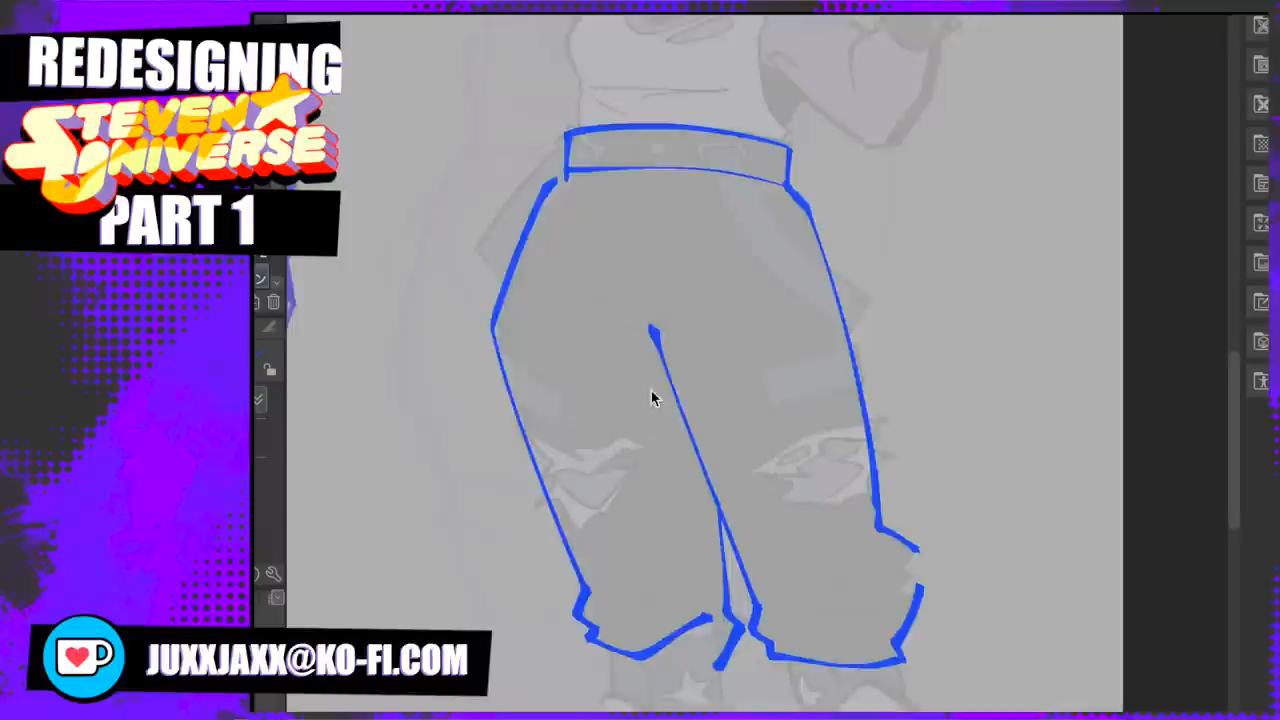 REDESIGNING
STEVEN
UNIVERSE
PART 1
JUXXJAXX@KO-FI.COM